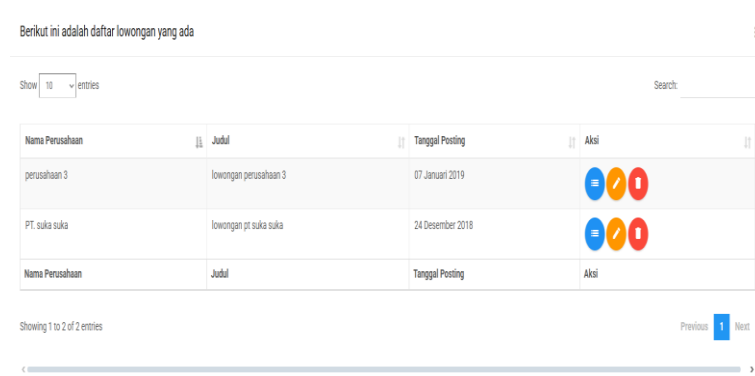 Berikut ini adalah daftar lowongan yang ada
Show 10 entries Search:
Nama Perusahaan Judul Tanggal Posting Aksi
perusahaan 3 lowongan perusahaan 3 07 Januari 2019
PT. suka suka lowongan pt suka suka 24 Desember 2018
Nama Perusahaan Judul Tanggal Posting Aksi
Showing 1 to 2 of 2 entries Previous 1 Next